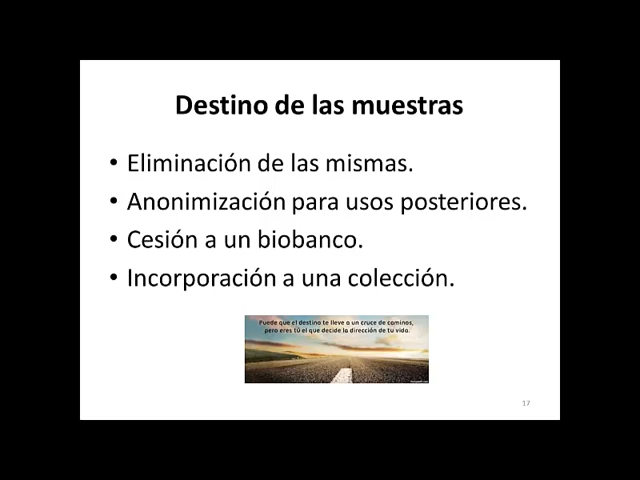 Destino de las muestras
• Eliminación de las mismas.
• Anonimización para usos posteriores.
• Cesión a un biobanco.
• Incorporación a una colección.
Puede que el destino te lleve a un cruce de caminos,
pero eres tú el que decide la dirección de tu vida.
17